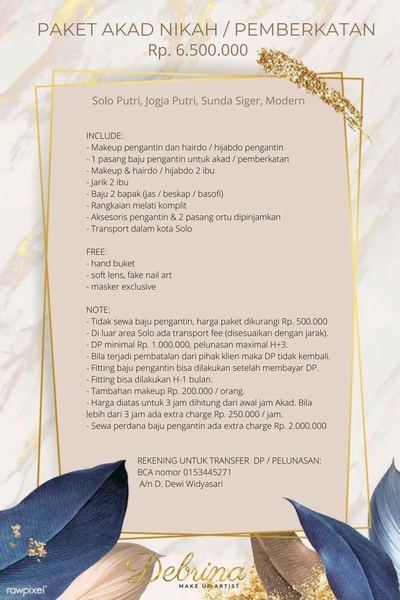 PAKET AKAD NIKAH / PEMBERKATAN
Rp. 6.500.000
Solo Putri, Jogja Putri, Sunda Siger, Modern
INCLUDE:
- Makeup pengantin dan hairdo / hijabdo pengantin
- 1 pasang baju pengantin untuk akad / pemberkatan
- Makeup & hairdo / hijabdo 2 ibu
- Jarik 2 ibu
- Baju 2 bapak (jas / beskap / basofi)
- Rangkaian melati komplit
- Aksesoris pengantin & 2 pasang ortu dipinjamkan
- Transport dalam kota Solo
FREE:
- hand buket
- soft lens, fake nail art
- masker exclusive
NOTE:
- Tidak sewa baju pengantin, harga paket dikurangi Rp. 500.000
- Di luar area Solo ada transport fee (disesuaikan dengan jarak).
- DP minimal Rp. 1.000.000, pelunasan maximal H+3.
- Bila terjadi pembatalan dari pihak klien maka DP tidak kembali.
- Fitting baju pengantin bisa dilakukan setelah membayar DP.
- Fitting bisa dilakukan H-1 bulan.
- Tambahan makeup Rp. 200.000 / orang.
- Harga diatas untuk 3 jam dihitung dari awal jam Akad. Bila
lebih dari 3 jam ada extra charge Rp. 250.000 / jam.
- Sewa perdana baju pengantin ada extra charge Rp. 2.000.000
REKENING UNTUK TRANSFER DP / PELUNASAN:
BCA nomor 0153445271
A/n D. Dewi Widyasari
Debrina
MAKE UP ARTIST
rawpixel